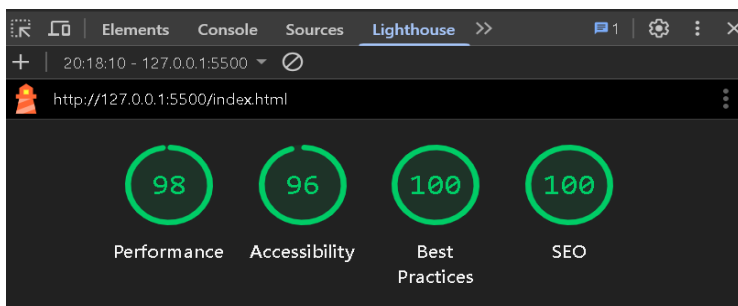 Elements Console Sources Lighthouse 1
20:18:10 - 127.0.0.1:5500
http://127.0.0.1:5500/index.html
98 96 100 100
Performance Accessibility Best Practices SEO